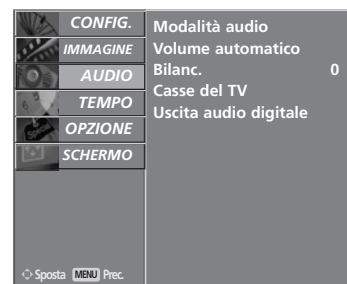 CONFIG.
IMMAGINE
AUDIO
TEMPO
OPZIONE
SCHERMO
Modalità audio
Volume automatico
Bilanc. 0
Casse del TV
Uscita audio digitale
Sposta MENU Prec.